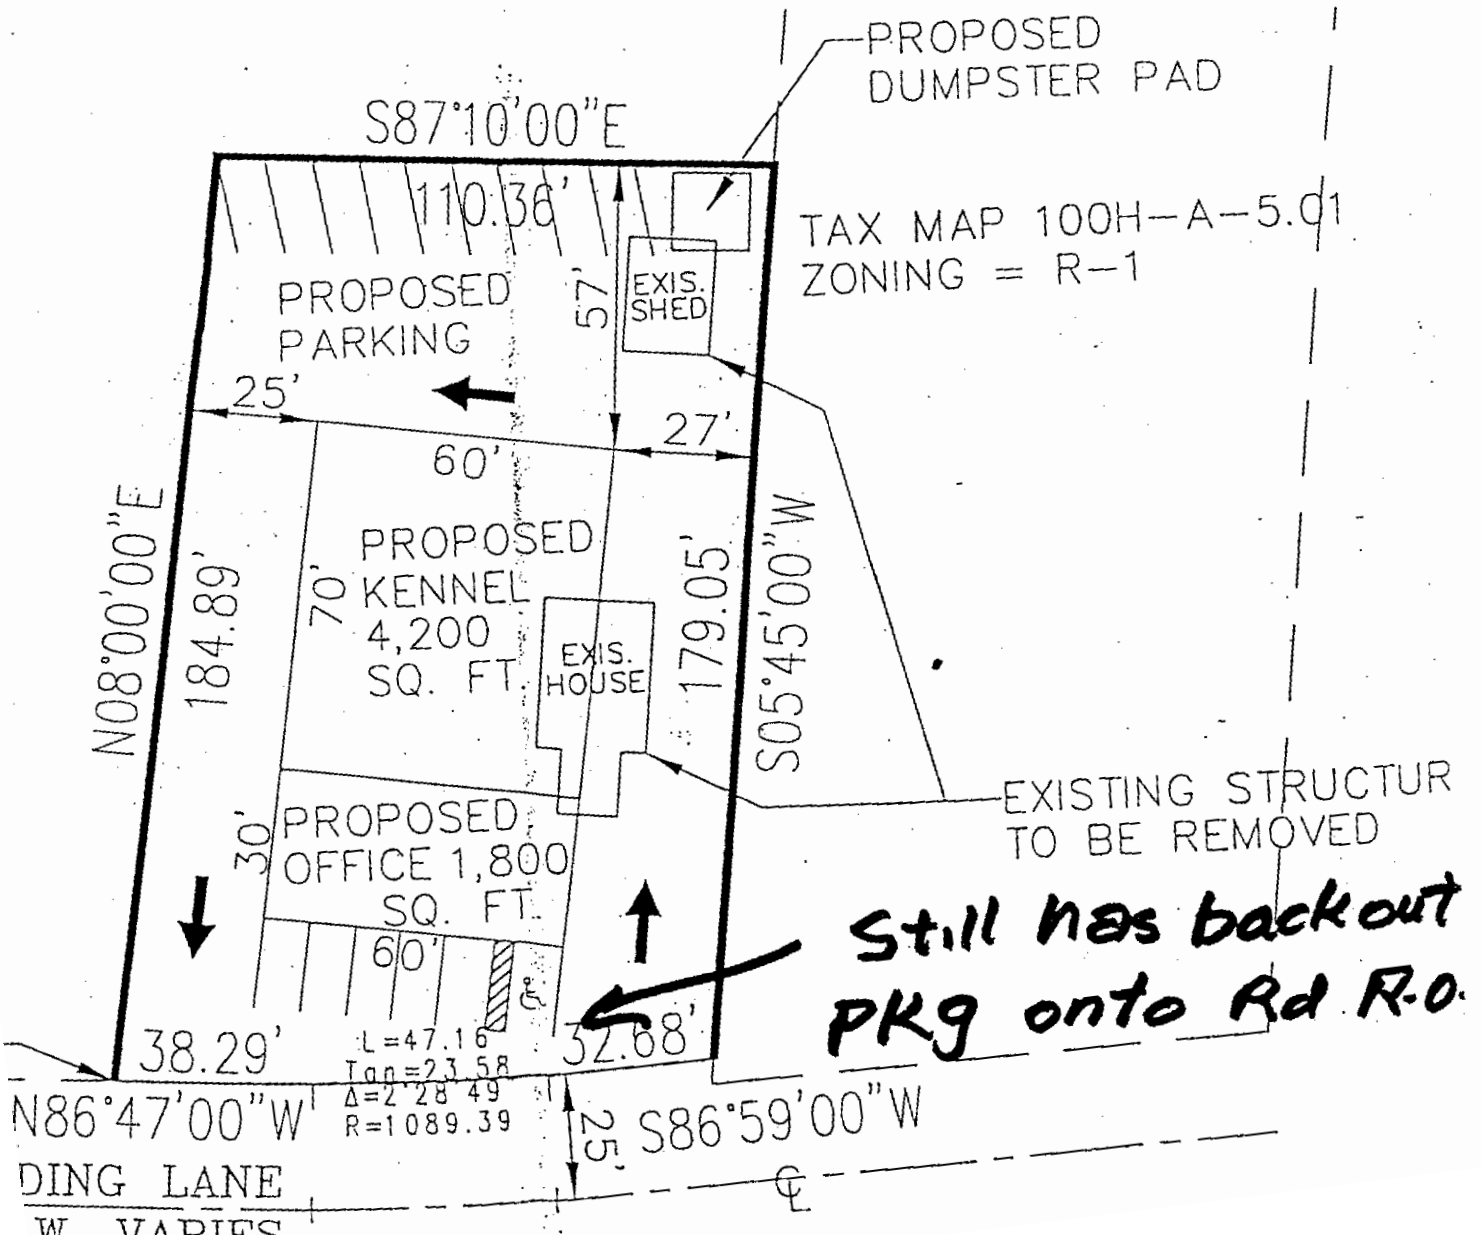 PROPOSED
DUMPSTER PAD
S87°10'00"E
110.36'
TAX MAP 100H-A-5.01
ZONING = R-1
PROPOSED
PARKING
57'
EXIS.
SHED
25'
27'
60'
N08°00'00"E
184.89'
70'
PROPOSED
KENNEL
4,200
SQ. FT.
EXIS.
HOUSE
179.05'
S05°45'00"W
EXISTING STRUCTUR
TO BE REMOVED
30'
PROPOSED
OFFICE 1,800
SQ. FT.
60'
Still has backout
PKg onto Rd R.O.
38.29'
L=47.16
Tan=23.58
Δ=2°28'49
R=1089.39
32.68'
N86°47'00"W
25'
S86°59'00"W
DING LANE
W VARIES